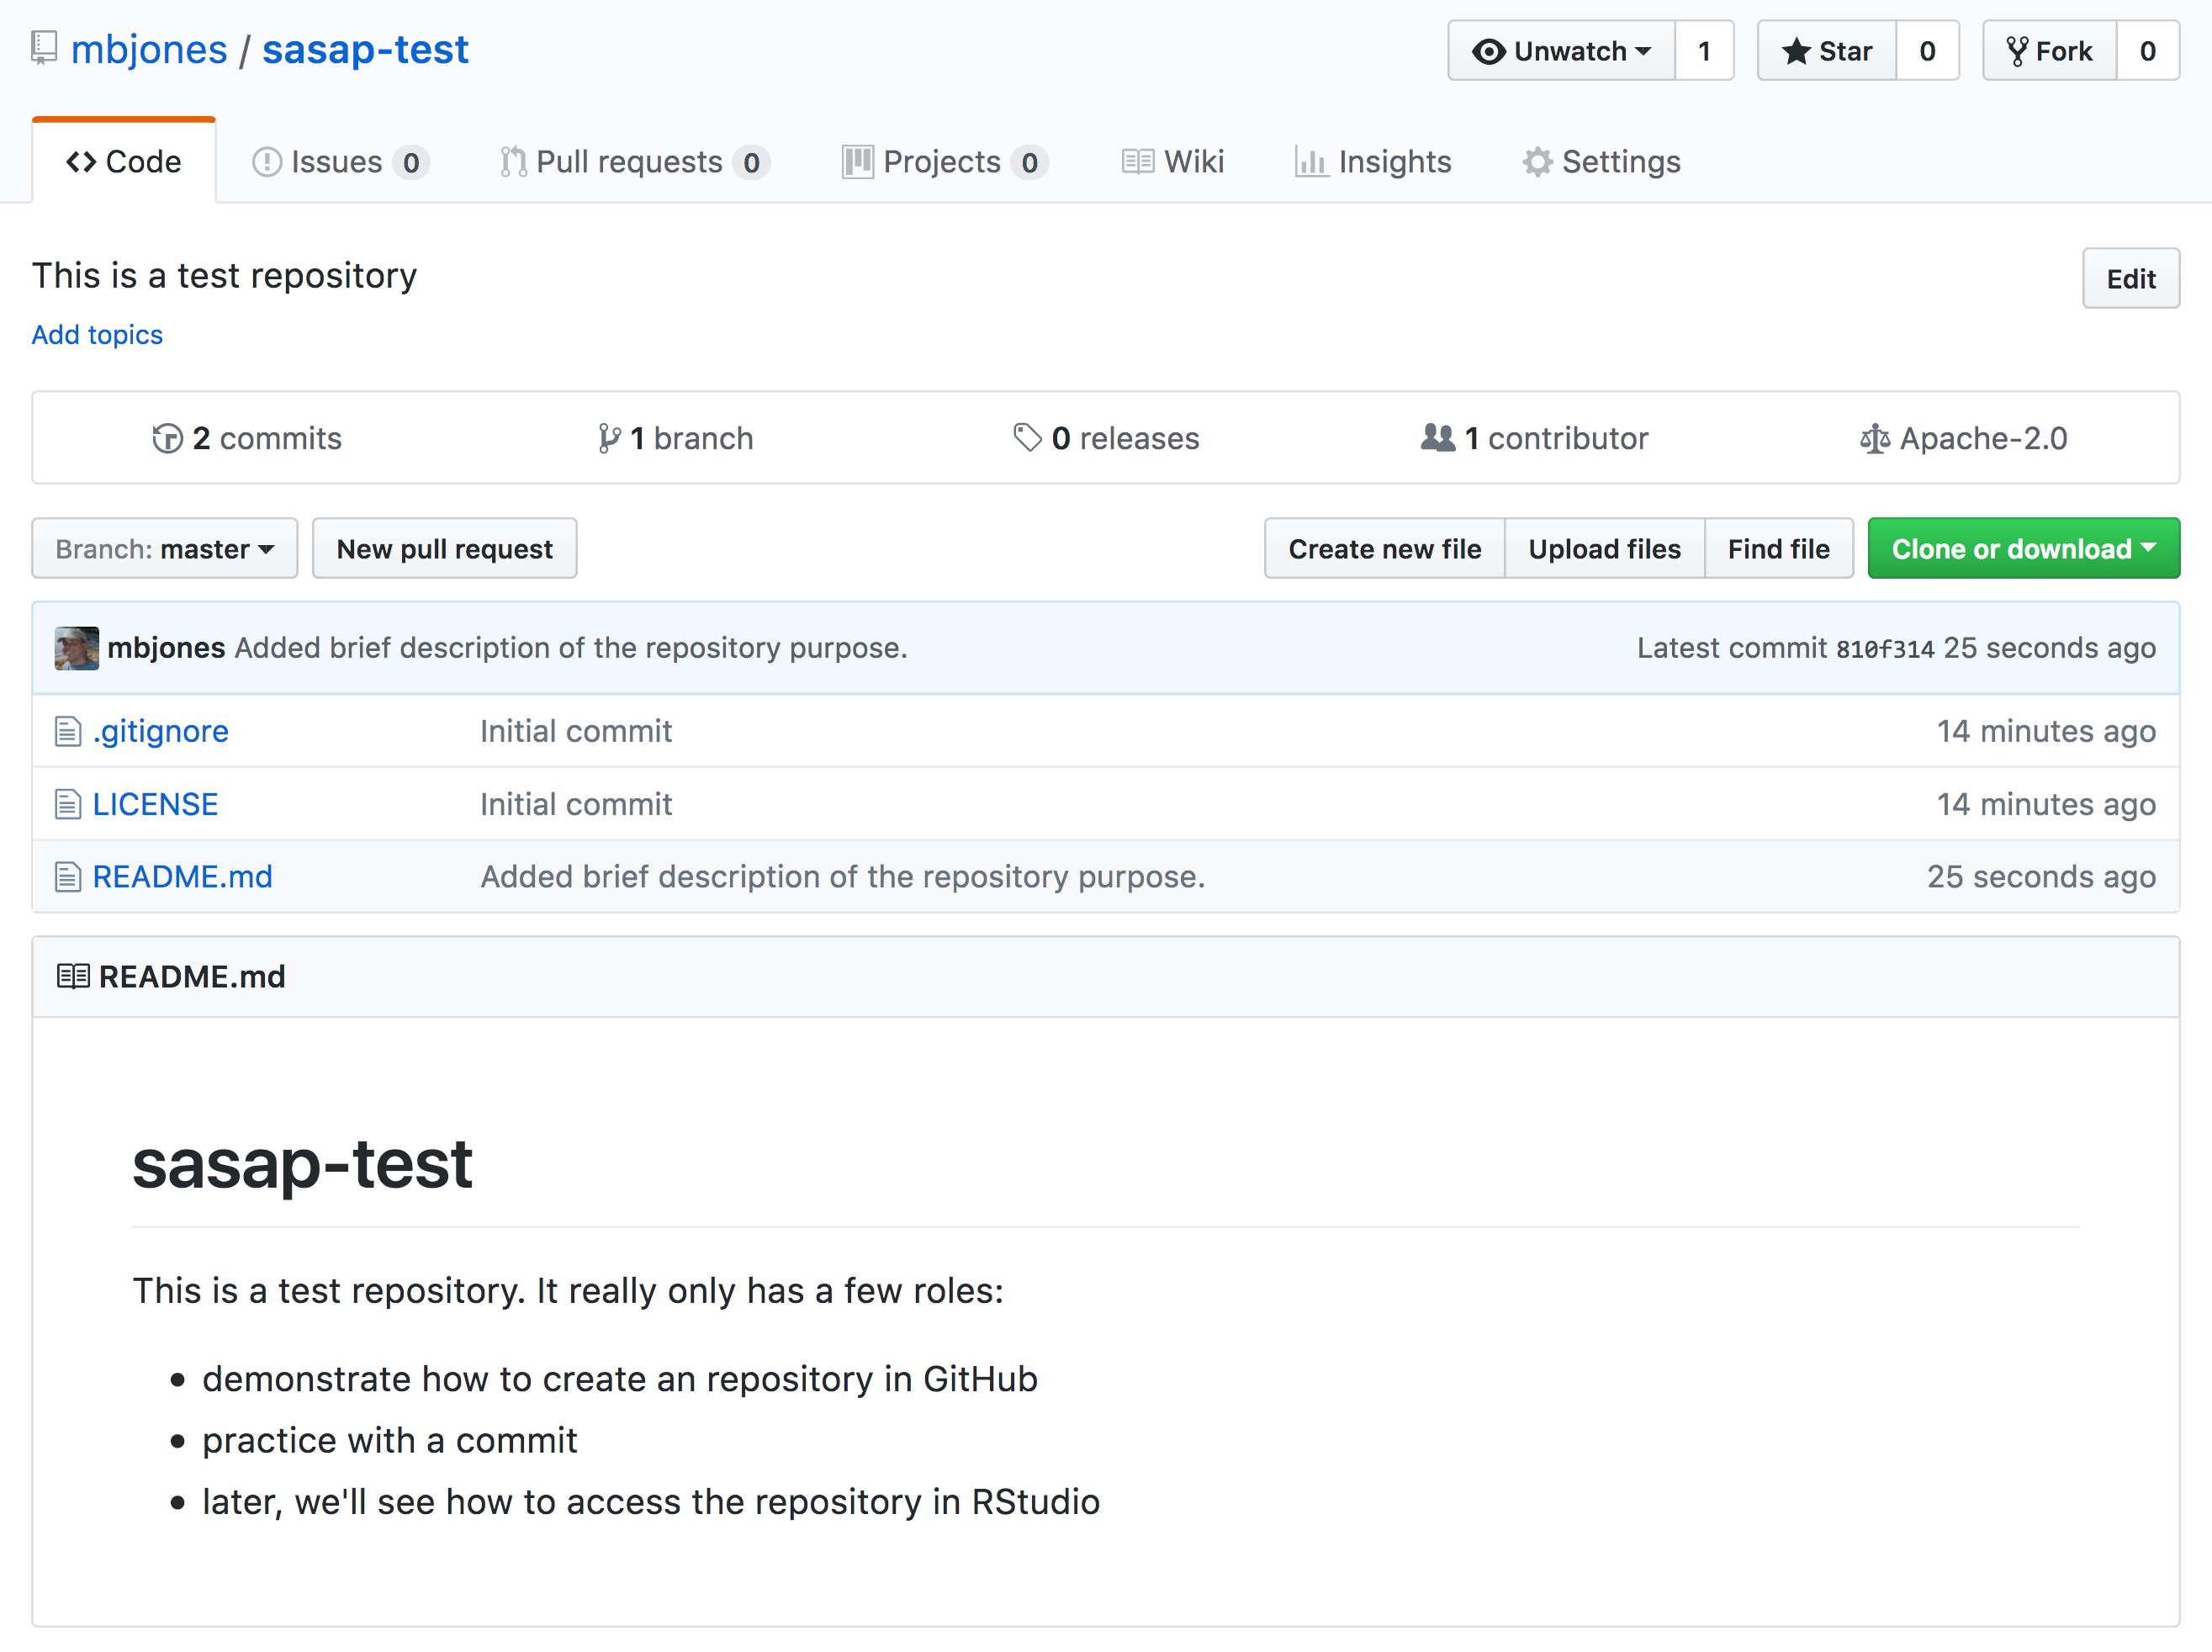 mbjones / sasap-test Unwatch 1 Star 0 Fork 0
Code Issues 0 Pull requests 0 Projects 0 Wiki Insights Settings
This is a test repository Edit
Add topics
2 commits 1 branch 0 releases 1 contributor Apache-2.0
Branch: master New pull request Create new file Upload files Find file Clone or download
mbjones Added brief description of the repository purpose. Latest commit 810f314 25 seconds ago
.gitignore Initial commit 14 minutes ago
LICENSE Initial commit 14 minutes ago
README.md Added brief description of the repository purpose. 25 seconds ago
README.md
sasap-test
This is a test repository. It really only has a few roles:
• demonstrate how to create an repository in GitHub
• practice with a commit
• later, we'll see how to access the repository in RStudio